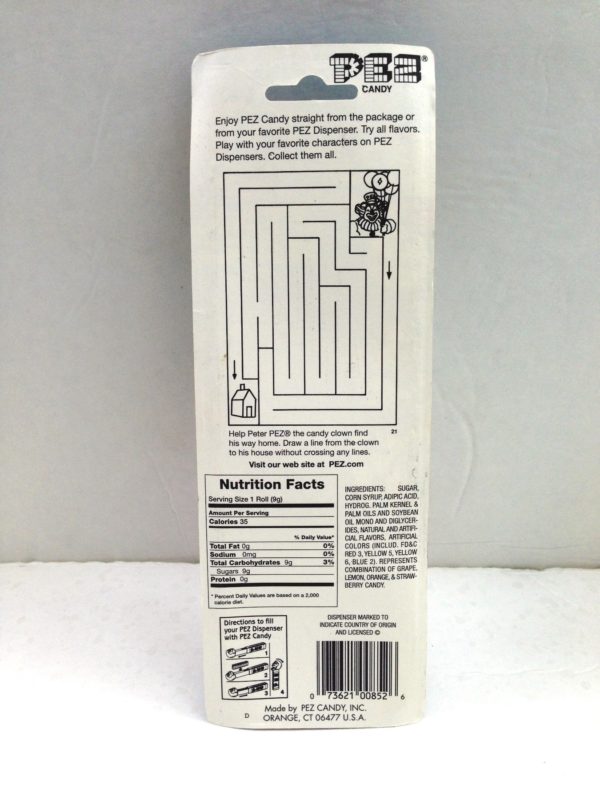 PEZ®
CANDY
Enjoy PEZ Candy straight from the package or
from your favorite PEZ Dispenser. Try all flavors.
Play with your favorite characters on PEZ
Dispensers. Collect them all.
21
Help Peter PEZ® the candy clown find
his way home. Draw a line from the clown
to his house without crossing any lines.
Visit our web site at PEZ.com
Nutrition Facts
Serving Size 1 Roll (9g)
Amount Per Serving
Calories 35
% Daily Value*
Total Fat 0g 0%
Sodium 0mg 0%
Total Carbohydrates 9g 3%
Sugars 9g
Protein 0g
* Percent Daily Values are based on a 2,000
calorie diet.
INGREDIENTS: SUGAR,
CORN SYRUP, ADIPIC ACID,
HYDROG. PALM KERNEL &
PALM OILS AND SOYBEAN
OIL MONO AND DIGLYCER-
IDES, NATURAL AND ARTIFI-
CIAL FLAVORS, ARTIFICIAL
COLORS (INCLUD. FD&C
RED 3, YELLOW 5, YELLOW
6, BLUE 2). REPRESENTS
COMBINATION OF GRAPE,
LEMON, ORANGE, & STRAW-
BERRY CANDY.
Directions to fill
your PEZ Dispenser
with PEZ Candy
1
2
3
4
DISPENSER MARKED TO
INDICATE COUNTRY OF ORIGIN
AND LICENSED ©
0 73621 00852 6
Made by PEZ CANDY, INC.
D ORANGE, CT 06477 U.S.A.